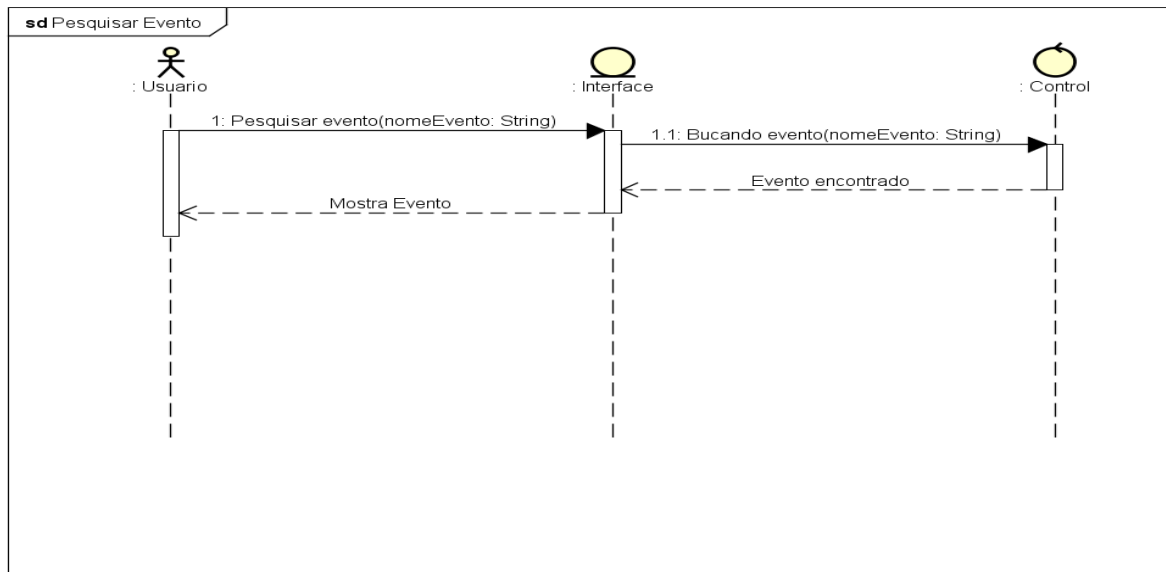 sd Pesquisar Evento
: Usuario
: Interface
: Control
1: Pesquisar evento(nomeEvento: String)
1.1: Bucando evento(nomeEvento: String)
Evento encontrado
Mostra Evento